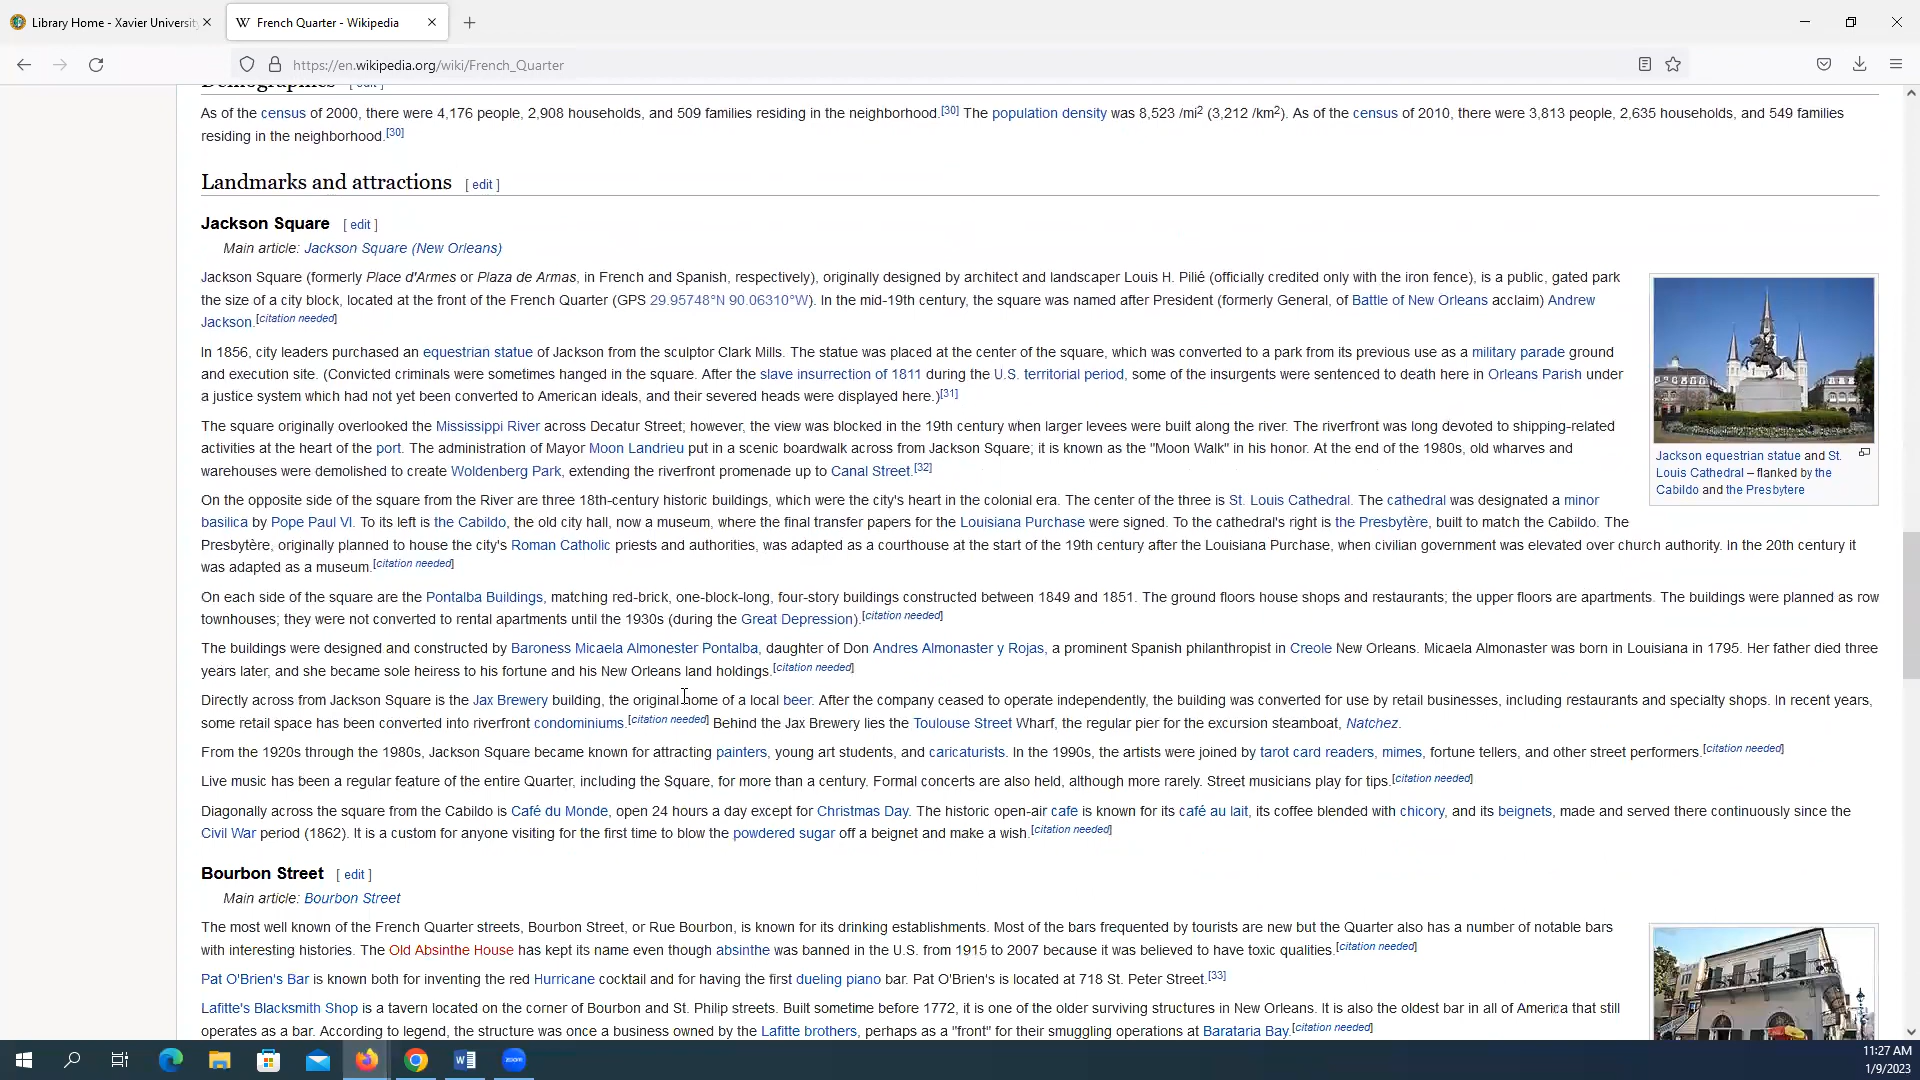 Library Home - Xavier University
French Quarter - Wikipedia
https://en.wikipedia.org/wiki/French_Quarter
Demographics [ edit ]
As of the census of 2000, there were 4,176 people, 2,908 households, and 509 families residing in the neighborhood.[30] The population density was 8,523 /mi2 (3,212 /km2). As of the census of 2010, there were 3,813 people, 2,635 households, and 549 families
residing in the neighborhood.[30]
Landmarks and attractions [ edit ]
Jackson Square [ edit ]
Main article: Jackson Square (New Orleans)
Jackson Square (formerly Place d'Armes or Plaza de Armas, in French and Spanish, respectively), originally designed by architect and landscaper Louis H. Pilié (officially credited only with the iron fence), is a public, gated park
the size of a city block, located at the front of the French Quarter (GPS 29.95748°N 90.06310°W). In the mid-19th century, the square was named after President (formerly General, of Battle of New Orleans acclaim) Andrew
Jackson.[citation needed]
In 1856, city leaders purchased an equestrian statue of Jackson from the sculptor Clark Mills. The statue was placed at the center of the square, which was converted to a park from its previous use as a military parade ground
and execution site. (Convicted criminals were sometimes hanged in the square. After the slave insurrection of 1811 during the U.S. territorial period, some of the insurgents were sentenced to death here in Orleans Parish under
a justice system which had not yet been converted to American ideals, and their severed heads were displayed here.)[31]
The square originally overlooked the Mississippi River across Decatur Street; however, the view was blocked in the 19th century when larger levees were built along the river. The riverfront was long devoted to shipping-related
activities at the heart of the port. The administration of Mayor Moon Landrieu put in a scenic boardwalk across from Jackson Square; it is known as the "Moon Walk" in his honor. At the end of the 1980s, old wharves and
warehouses were demolished to create Woldenberg Park, extending the riverfront promenade up to Canal Street.[32]
Jackson equestrian statue and St.
Louis Cathedral – flanked by the
Cabildo and the Presbytere
On the opposite side of the square from the River are three 18th-century historic buildings, which were the city's heart in the colonial era. The center of the three is St. Louis Cathedral. The cathedral was designated a minor
basilica by Pope Paul VI. To its left is the Cabildo, the old city hall, now a museum, where the final transfer papers for the Louisiana Purchase were signed. To the cathedral's right is the Presbytère, built to match the Cabildo. The
Presbytère, originally planned to house the city's Roman Catholic priests and authorities, was adapted as a courthouse at the start of the 19th century after the Louisiana Purchase, when civilian government was elevated over church authority. In the 20th century it
was adapted as a museum.[citation needed]
On each side of the square are the Pontalba Buildings, matching red-brick, one-block-long, four-story buildings constructed between 1849 and 1851. The ground floors house shops and restaurants; the upper floors are apartments. The buildings were planned as row
townhouses; they were not converted to rental apartments until the 1930s (during the Great Depression).[citation needed]
The buildings were designed and constructed by Baroness Micaela Almonester Pontalba, daughter of Don Andres Almonaster y Rojas, a prominent Spanish philanthropist in Creole New Orleans. Micaela Almonaster was born in Louisiana in 1795. Her father died three
years later, and she became sole heiress to his fortune and his New Orleans land holdings.[citation needed]
Directly across from Jackson Square is the Jax Brewery building, the original home of a local beer. After the company ceased to operate independently, the building was converted for use by retail businesses, including restaurants and specialty shops. In recent years,
some retail space has been converted into riverfront condominiums.[citation needed] Behind the Jax Brewery lies the Toulouse Street Wharf, the regular pier for the excursion steamboat, Natchez.
From the 1920s through the 1980s, Jackson Square became known for attracting painters, young art students, and caricaturists. In the 1990s, the artists were joined by tarot card readers, mimes, fortune tellers, and other street performers.[citation needed]
Live music has been a regular feature of the entire Quarter, including the Square, for more than a century. Formal concerts are also held, although more rarely. Street musicians play for tips.[citation needed]
Diagonally across the square from the Cabildo is Café du Monde, open 24 hours a day except for Christmas Day. The historic open-air cafe is known for its café au lait, its coffee blended with chicory, and its beignets, made and served there continuously since the
Civil War period (1862). It is a custom for anyone visiting for the first time to blow the powdered sugar off a beignet and make a wish.[citation needed]
Bourbon Street [ edit ]
Main article: Bourbon Street
The most well known of the French Quarter streets, Bourbon Street, or Rue Bourbon, is known for its drinking establishments. Most of the bars frequented by tourists are new but the Quarter also has a number of notable bars
with interesting histories. The Old Absinthe House has kept its name even though absinthe was banned in the U.S. from 1915 to 2007 because it was believed to have toxic qualities.[citation needed]
Pat O'Brien's Bar is known both for inventing the red Hurricane cocktail and for having the first dueling piano bar. Pat O'Brien's is located at 718 St. Peter Street.[33]
Lafitte's Blacksmith Shop is a tavern located on the corner of Bourbon and St. Philip streets. Built sometime before 1772, it is one of the older surviving structures in New Orleans. It is also the oldest bar in all of America that still
operates as a bar. According to legend, the structure was once a business owned by the Lafitte brothers, perhaps as a "front" for their smuggling operations at Barataria Bay.[citation needed]
zoom
11:27 AM
1/9/2023